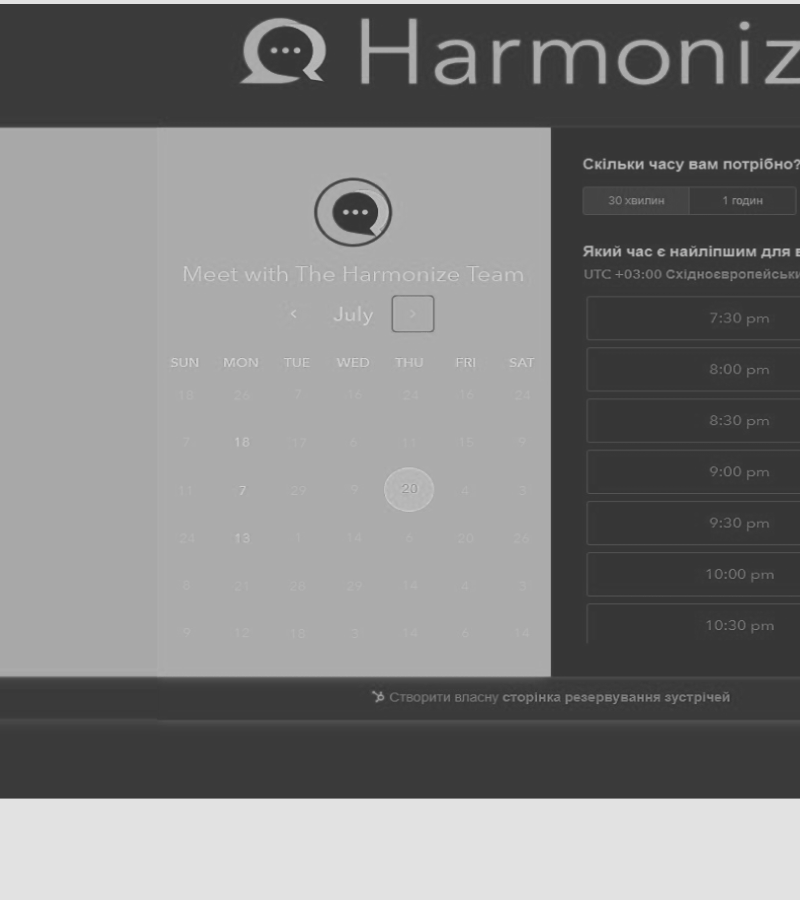 Harmoniz
Meet with The Harmonize Team
‹ July ›
SUN MON TUE WED THU FRI SAT
18 26 7 16 24 16 24
7 18 17 6 11 15 9
11 7 29 9 20 4 3
24 13 1 14 6 20 26
5 21 26 29 14 4 3
9 12 18 3 14 6 14
Скільки часу вам потрібно?
30 хвилин 1 годин
Який час є найліпшим для в
UTC +03:00 Східноєвропейськи
7:30 pm
8:00 pm
8:30 pm
9:00 pm
9:30 pm
10:00 pm
10:30 pm
Створити власну сторінка резервування зустрічей